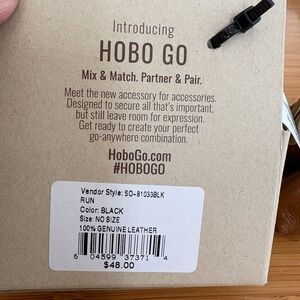 Introducing
HOBO GO
Mix & Match. Partner & Pair.
Meet the new accessory for accessories.
Designed to secure all that's important,
but still leave room for expression.
Get ready to create your perfect
go-anywhere combination.
HoboGo.com
#HOBOGO
Vendor Style: SO-81033BLK
RUN
Color: BLACK
Size: NO SIZE
100% GENUINE LEATHER
6 04599 37371 4
$48.00